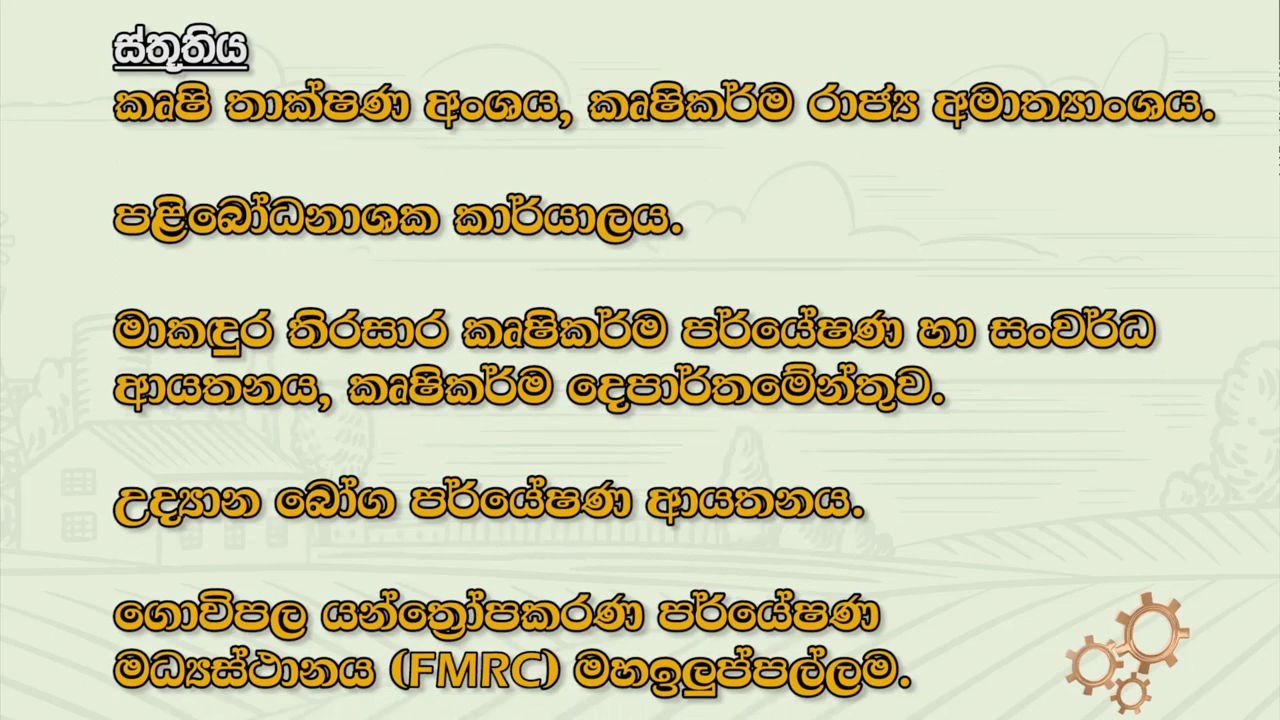 ස්තූතිය
කෘෂි තාක්ෂණ අංශය, කෘෂිකර්ම රාජ්‍ය අමාත්‍යාංශය.
පළිබෝධනාශක කාර්යාලය.
මාකඳුර තිරසාර කෘෂිකර්ම පර්යේෂණ හා සංවර්ධ
ආයතනය, කෘෂිකර්ම දෙපාර්තමේන්තුව.
උද්‍යාන බෝග පර්යේෂණ ආයතනය.
ගොවිපල යන්ත්‍රෝපකරණ පර්යේෂණ
මධ්‍යස්ථානය (FMRC) මහඉලුප්පල්ලම.